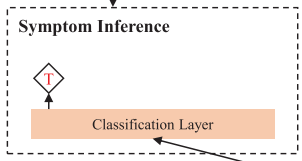 Symptom Inference
T
Classification Layer